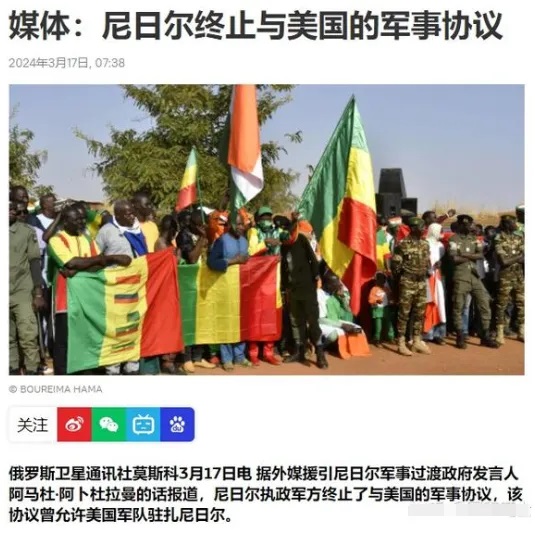 媒体：尼日尔终止与美国的军事协议
2024年3月17日, 07:38
© BOUREIMA HAMA
关注
俄罗斯卫星通讯社莫斯科3月17日电 据外媒援引尼日尔军事过渡政府发言人
阿马杜·阿卜杜拉曼的话报道，尼日尔执政军方终止了与美国的军事协议，该
协议曾允许美国军队驻扎尼日尔。